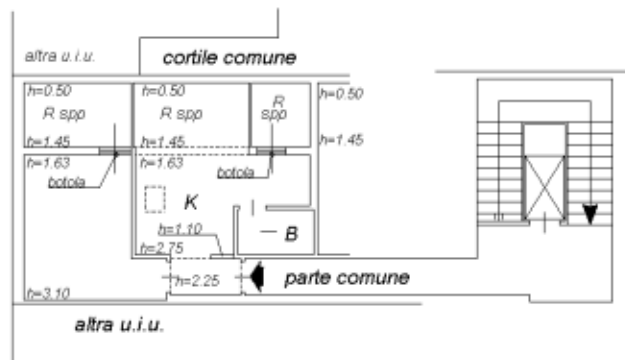 altra u.i.u.
cortile comune
h=0.50
h=0.50
h=0.50
R spp
R spp
R spp
h=1.45
h=1.45
h=1.45
h=1.63
h=1.63
botola
botola
K
h=1.10
B
h=2.75
h=2.25
parte comune
h=3.10
altra u.i.u.